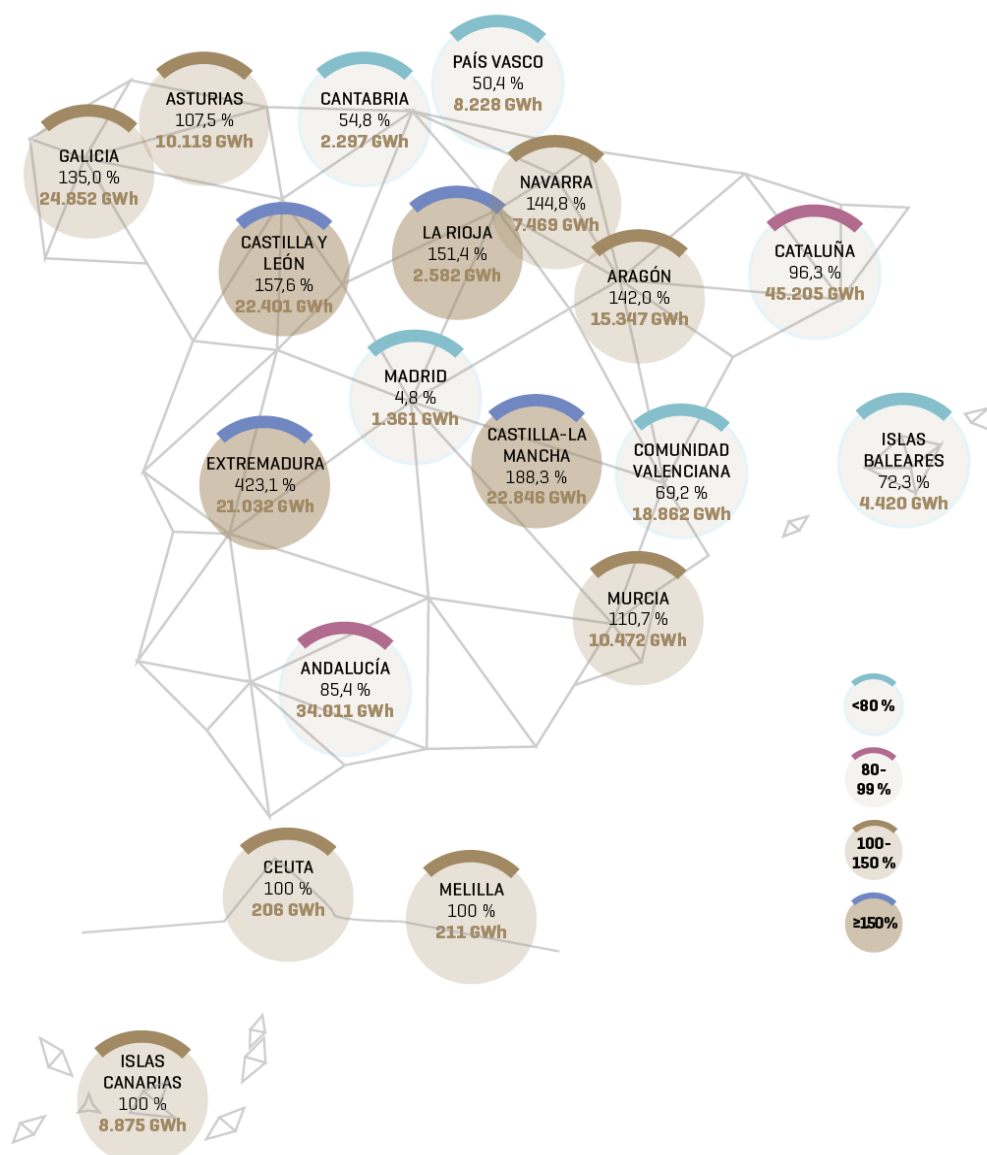 PAÍS VASCO
50,4 %
8.228 GWh
ASTURIAS
107,5 %
10.119 GWh
CANTABRIA
54,8 %
2.297 GWh
GALICIA
135,0 %
24.852 GWh
NAVARRA
144,8 %
7.469 GWh
CASTILLA Y
LEÓN
157,6 %
22.401 GWh
LA RIOJA
151,4 %
2.582 GWh
ARAGÓN
142,0 %
15.347 GWh
CATALUÑA
96,3 %
45.205 GWh
MADRID
4,8 %
1.361 GWh
EXTREMADURA
423,1 %
21.032 GWh
CASTILLA-LA
MANCHA
188,3 %
22.846 GWh
COMUNIDAD
VALENCIANA
69,2 %
18.862 GWh
ISLAS
BALEARES
72,3 %
4.420 GWh
MURCIA
110,7 %
10.472 GWh
ANDALUCÍA
85,4 %
34.011 GWh
<80 %
80-
99 %
100-
150 %
≥150%
CEUTA
100 %
206 GWh
MELILLA
100 %
211 GWh
ISLAS
CANARIAS
100 %
8.875 GWh